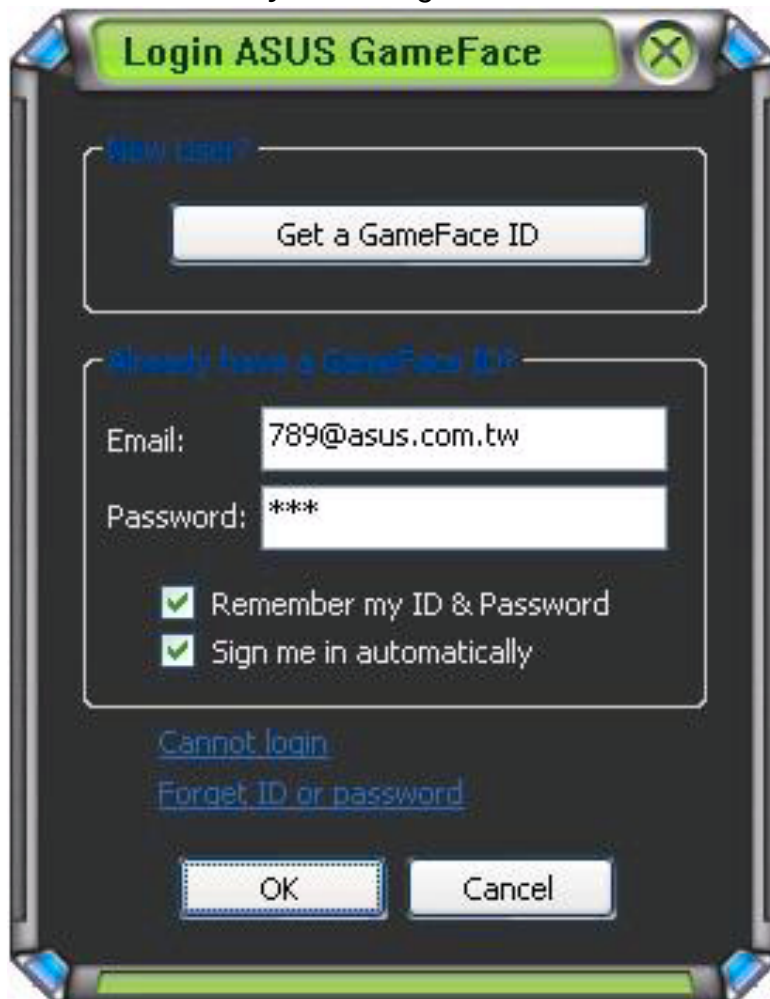 Login ASUS GameFace
New user?
Get a GameFace ID
Already have a GameFace ID?
Email: 789@asus.com.tw
Password: ***
Remember my ID & Password
Sign me in automatically
Cannot login
Forget ID or password
OK Cancel